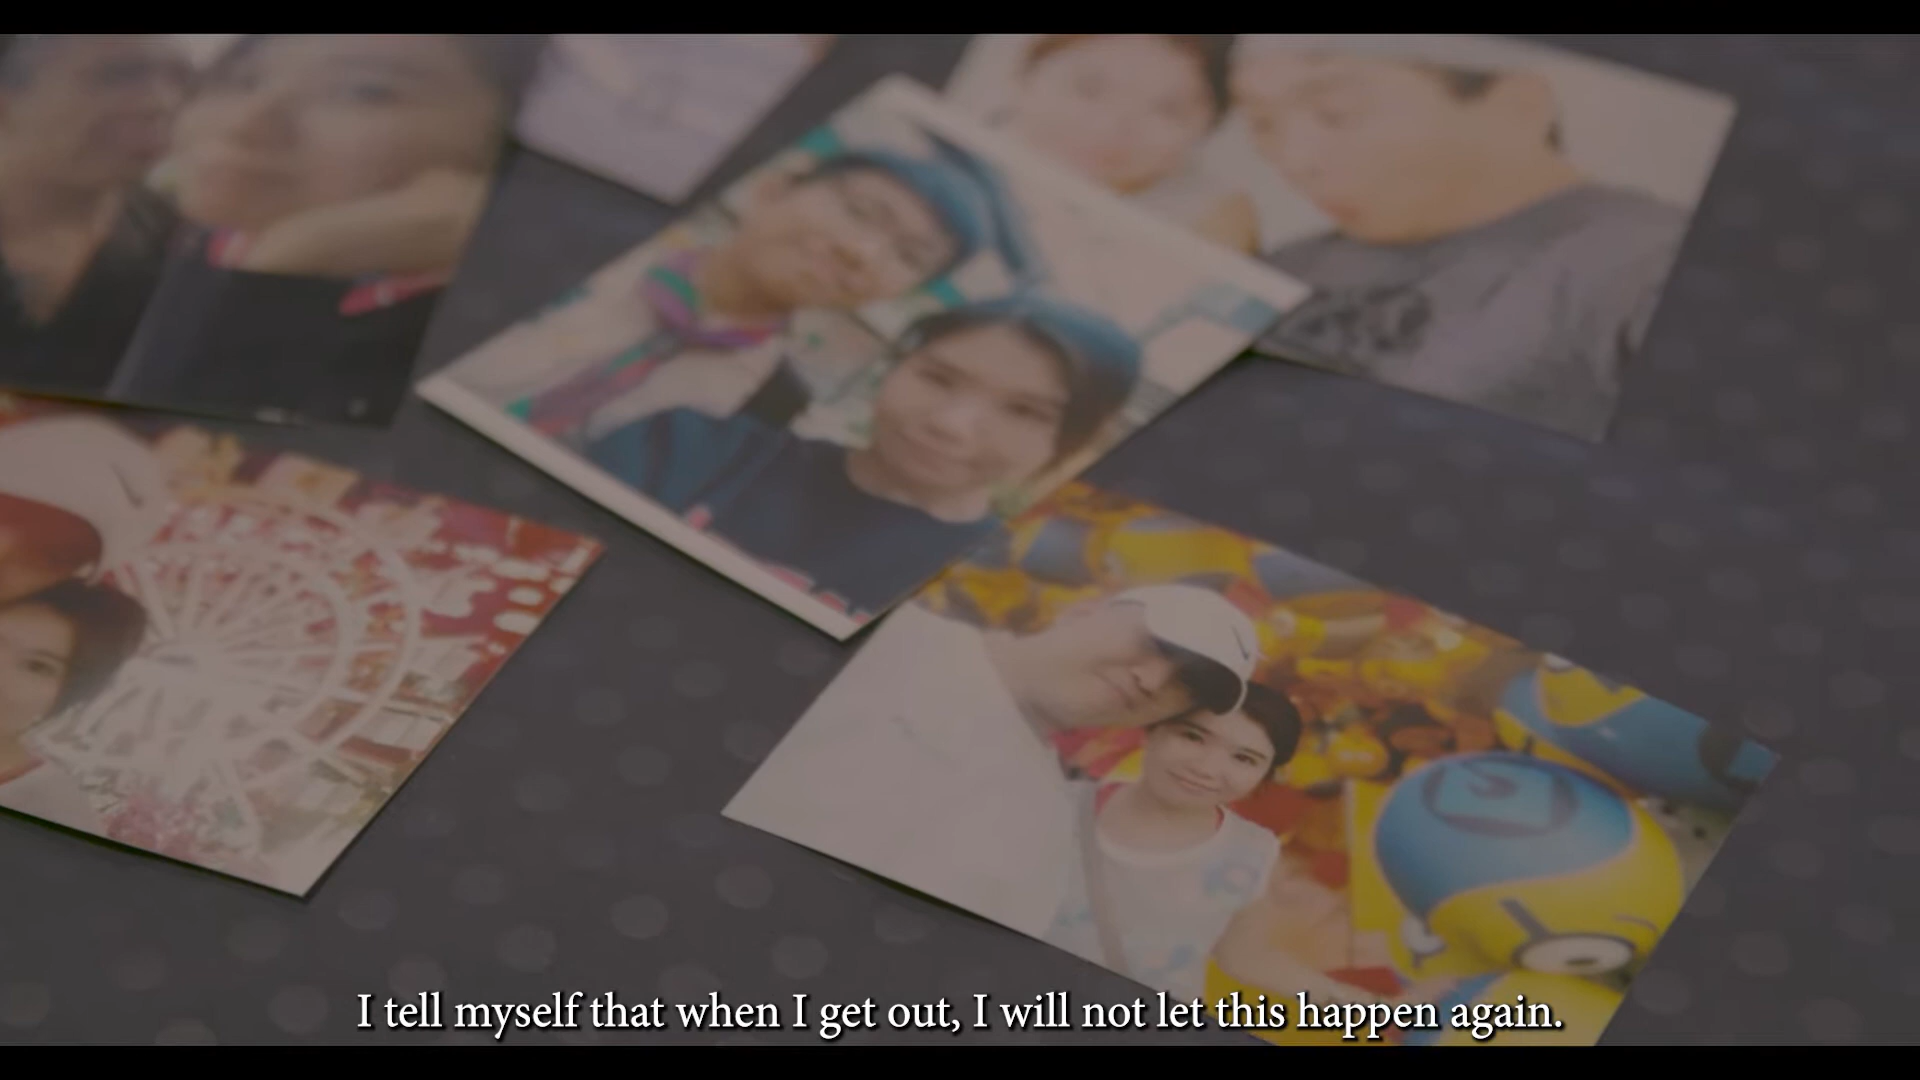 I tell myself that when I get out, I will not let this happen again.